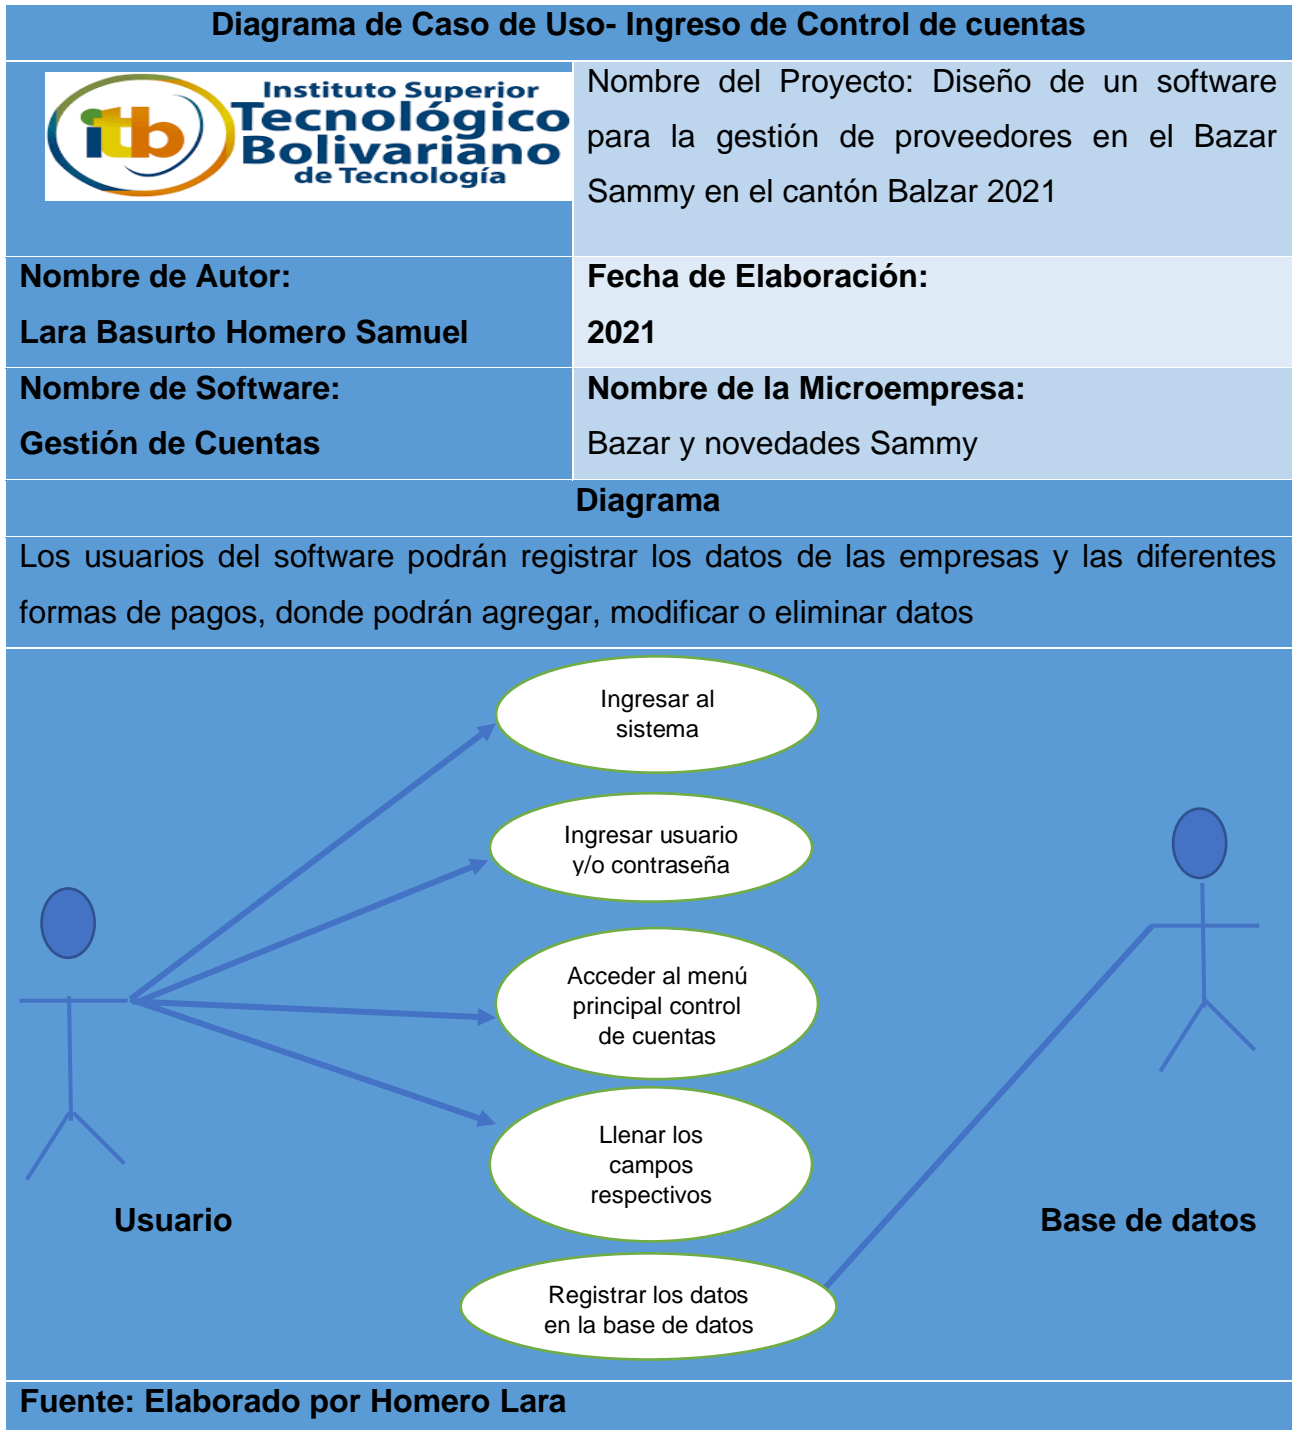 Diagrama de Caso de Uso- Ingreso de Control de cuentas
itb
Instituto Superior
Tecnológico
Bolivariano
de Tecnología
Nombre del Proyecto: Diseño de un software
para la gestión de proveedores en el Bazar
Sammy en el cantón Balzar 2021
Nombre de Autor:
Lara Basurto Homero Samuel
Fecha de Elaboración:
2021
Nombre de Software:
Gestión de Cuentas
Nombre de la Microempresa:
Bazar y novedades Sammy
Diagrama
Los usuarios del software podrán registrar los datos de las empresas y las diferentes
formas de pagos, donde podrán agregar, modificar o eliminar datos
Ingresar al
sistema
Ingresar usuario
y/o contraseña
Acceder al menú
principal control
de cuentas
Llenar los
campos
respectivos
Usuario
Base de datos
Registrar los datos
en la base de datos
Fuente: Elaborado por Homero Lara